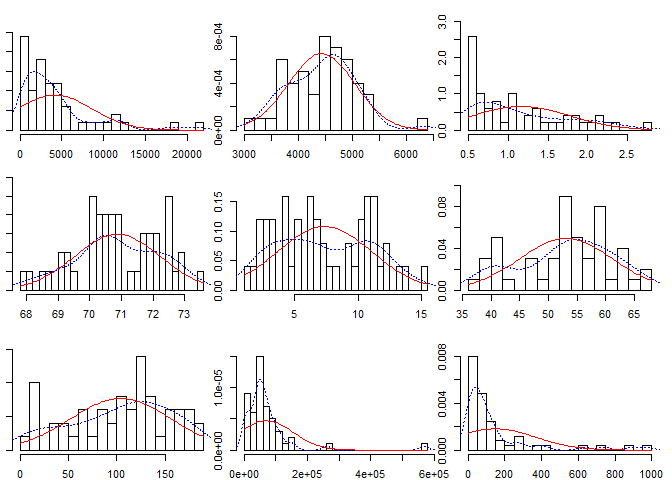 0e+00 4e-04 8e-04
0 5000 10000 15000 20000
3000 4000 5000 6000
0.0 1.0 2.0 3.0
0.5 1.0 1.5 2.0 2.5
68 69 70 71 72 73
0.00 0.05 0.10 0.15
5 10 15
0.00 0.04 0.08
35 40 45 50 55 60 65
0 50 100 150
0.0e+00 1.0e-05
0e+00 2e+05 4e+05 6e+05
0.000 0.004 0.008
0 200 400 600 800 1000